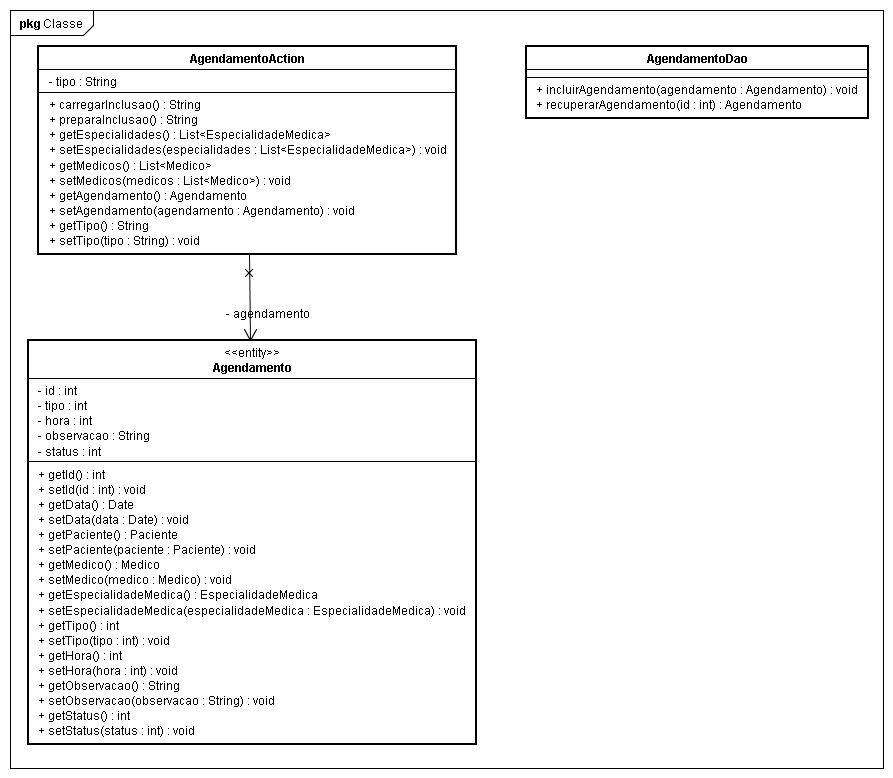 pkg Classe
AgendamentoAction
- tipo : String
+ carregarInclusao() : String
+ prepararInclusao() : String
+ getEspecialidades() : List<EspecialidadeMedica>
+ setEspecialidades(especialidades : List<EspecialidadeMedica>) : void
+ getMedicos() : List<Medico>
+ setMedicos(medicos : List<Medico>) : void
+ getAgendamento() : Agendamento
+ setAgendamento(agendamento : Agendamento) : void
+ getTipo() : String
+ setTipo(tipo : String) : void
AgendamentoDao
+ incluirAgendamento(agendamento : Agendamento) : void
+ recuperarAgendamento(id : int) : Agendamento
- agendamento
<<entity>>
Agendamento
- id : int
- tipo : int
- hora : int
- observacao : String
- status : int
+ getId() : int
+ setId(id : int) : void
+ getData() : Date
+ setData(data : Date) : void
+ getPaciente() : Paciente
+ setPaciente(paciente : Paciente) : void
+ getMedico() : Medico
+ setMedico(medico : Medico) : void
+ getEspecialidadeMedica() : EspecialidadeMedica
+ setEspecialidadeMedica(especialidadeMedica : EspecialidadeMedica) : void
+ getTipo() : int
+ setTipo(tipo : int) : void
+ getHora() : int
+ setHora(hora : int) : void
+ getObservacao() : String
+ setObservacao(observacao : String) : void
+ getStatus() : int
+ setStatus(status : int) : void